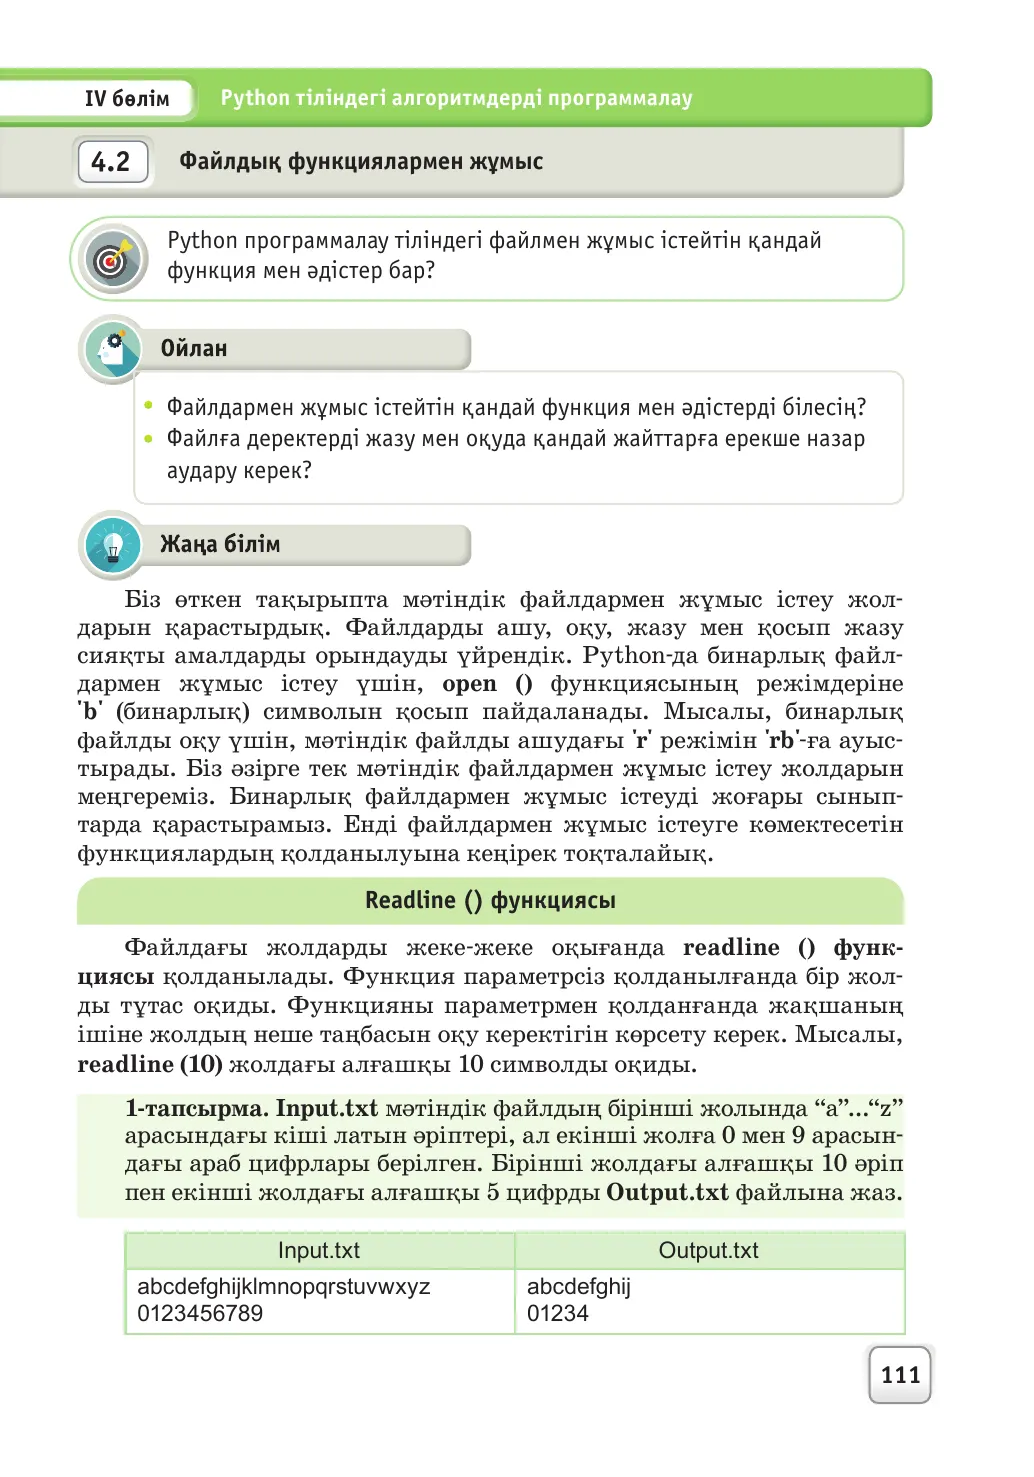 IV бөлім
Python тіліндегі алгоритмдерді программалау
4.2
Файлдық функциялармен жұмыс
Python программалау тіліндегі файлмен жұмыс істейтін қандай
функция мен әдістер бар?
Ойлан
• Файлдармен жұмыс істейтін қандай функция мен әдістерді білесің?
• Файлға деректерді жазу мен оқуда қандай жайттарға ерекше назар
аудару керек?
Жаңа білім
Біз өткен тақырыпта мәтіндік файлдармен жұмыс істеу жол-
дарын қарастырдық. Файлдарды ашу, оқу, жазу мен қосып жазу
сияқты амалдарды орындауды үйрендік. Python-да бинарлық файл-
дармен жұмыс істеу үшін, open () функциясының режімдеріне
'b' (бинарлық) символын қосып пайдаланады. Мысалы, бинарлық
файлды оқу үшін, мәтіндік файлды ашудағы 'r' режімін 'rb'-ға ауыс-
тырады. Біз әзірге тек мәтіндік файлдармен жұмыс істеу жолдарын
меңгереміз. Бинарлық файлдармен жұмыс істеуді жоғары сынып-
тарда қарастырамыз. Енді файлдармен жұмыс істеуге көмектесетін
функциялардың қолданылуына кеңірек тоқталайық.
Readline () функциясы
Файлдағы жолдарды жеке-жеке оқығанда readline () функ-
циясы қолданылады. Функция параметрсіз қолданылғанда бір жол-
ды тұтас оқиды. Функцияны параметрмен қолданғанда жақшаның
ішіне жолдың неше таңбасын оқу керектігін көрсету керек. Мысалы,
readline (10) жолдағы алғашқы 10 символды оқиды.
1-тапсырма. Input.txt мәтіндік файлдың бірінші жолында “a”...“z”
арасындағы кіші латын әріптері, ал екінші жолға 0 мен 9 арасын-
дағы араб цифрлары берілген. Бірінші жолдағы алғашқы 10 әріп
пен екінші жолдағы алғашқы 5 цифрды Output.txt файлына жаз.
Input.txt
Output.txt
abcdefghijklmnopqrstuvwxyz
0123456789
abcdefghij
01234
111